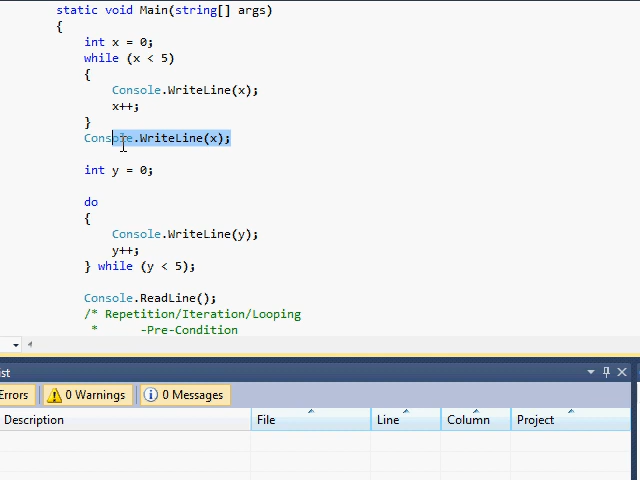 static void Main(string[] args)
{
int x = 0;
while (x < 5)
{
Console.WriteLine(x);
x++;
}
Console.WriteLine(x);
int y = 0;
do
{
Console.WriteLine(y);
y++;
} while (y < 5);
Console.ReadLine();
/* Repetition/Iteration/Looping
* -Pre-Condition
ist
Errors 0 Warnings 0 Messages
Description File Line Column Project